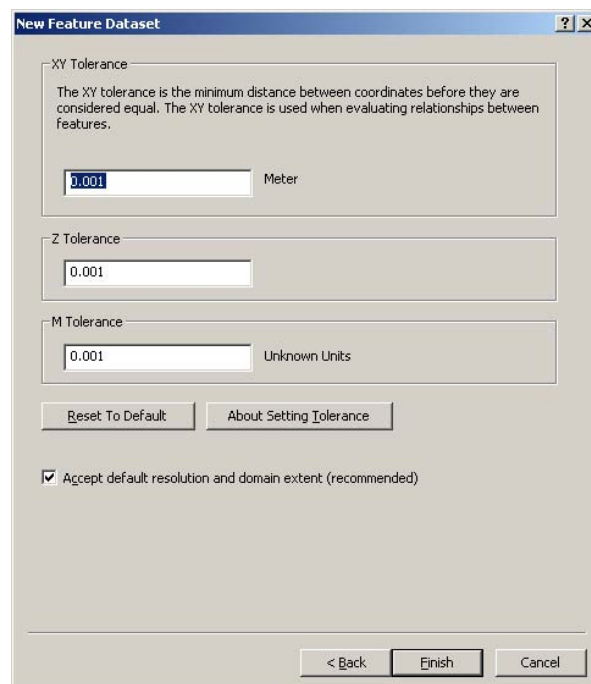 New Feature Dataset
XY Tolerance
The XY tolerance is the minimum distance between coordinates before they are
considered equal. The XY tolerance is used when evaluating relationships between
features.
0.001 Meter
Z Tolerance
0.001
M Tolerance
0.001 Unknown Units
Reset To Default About Setting Tolerance
Accept default resolution and domain extent (recommended)
< Back Finish Cancel